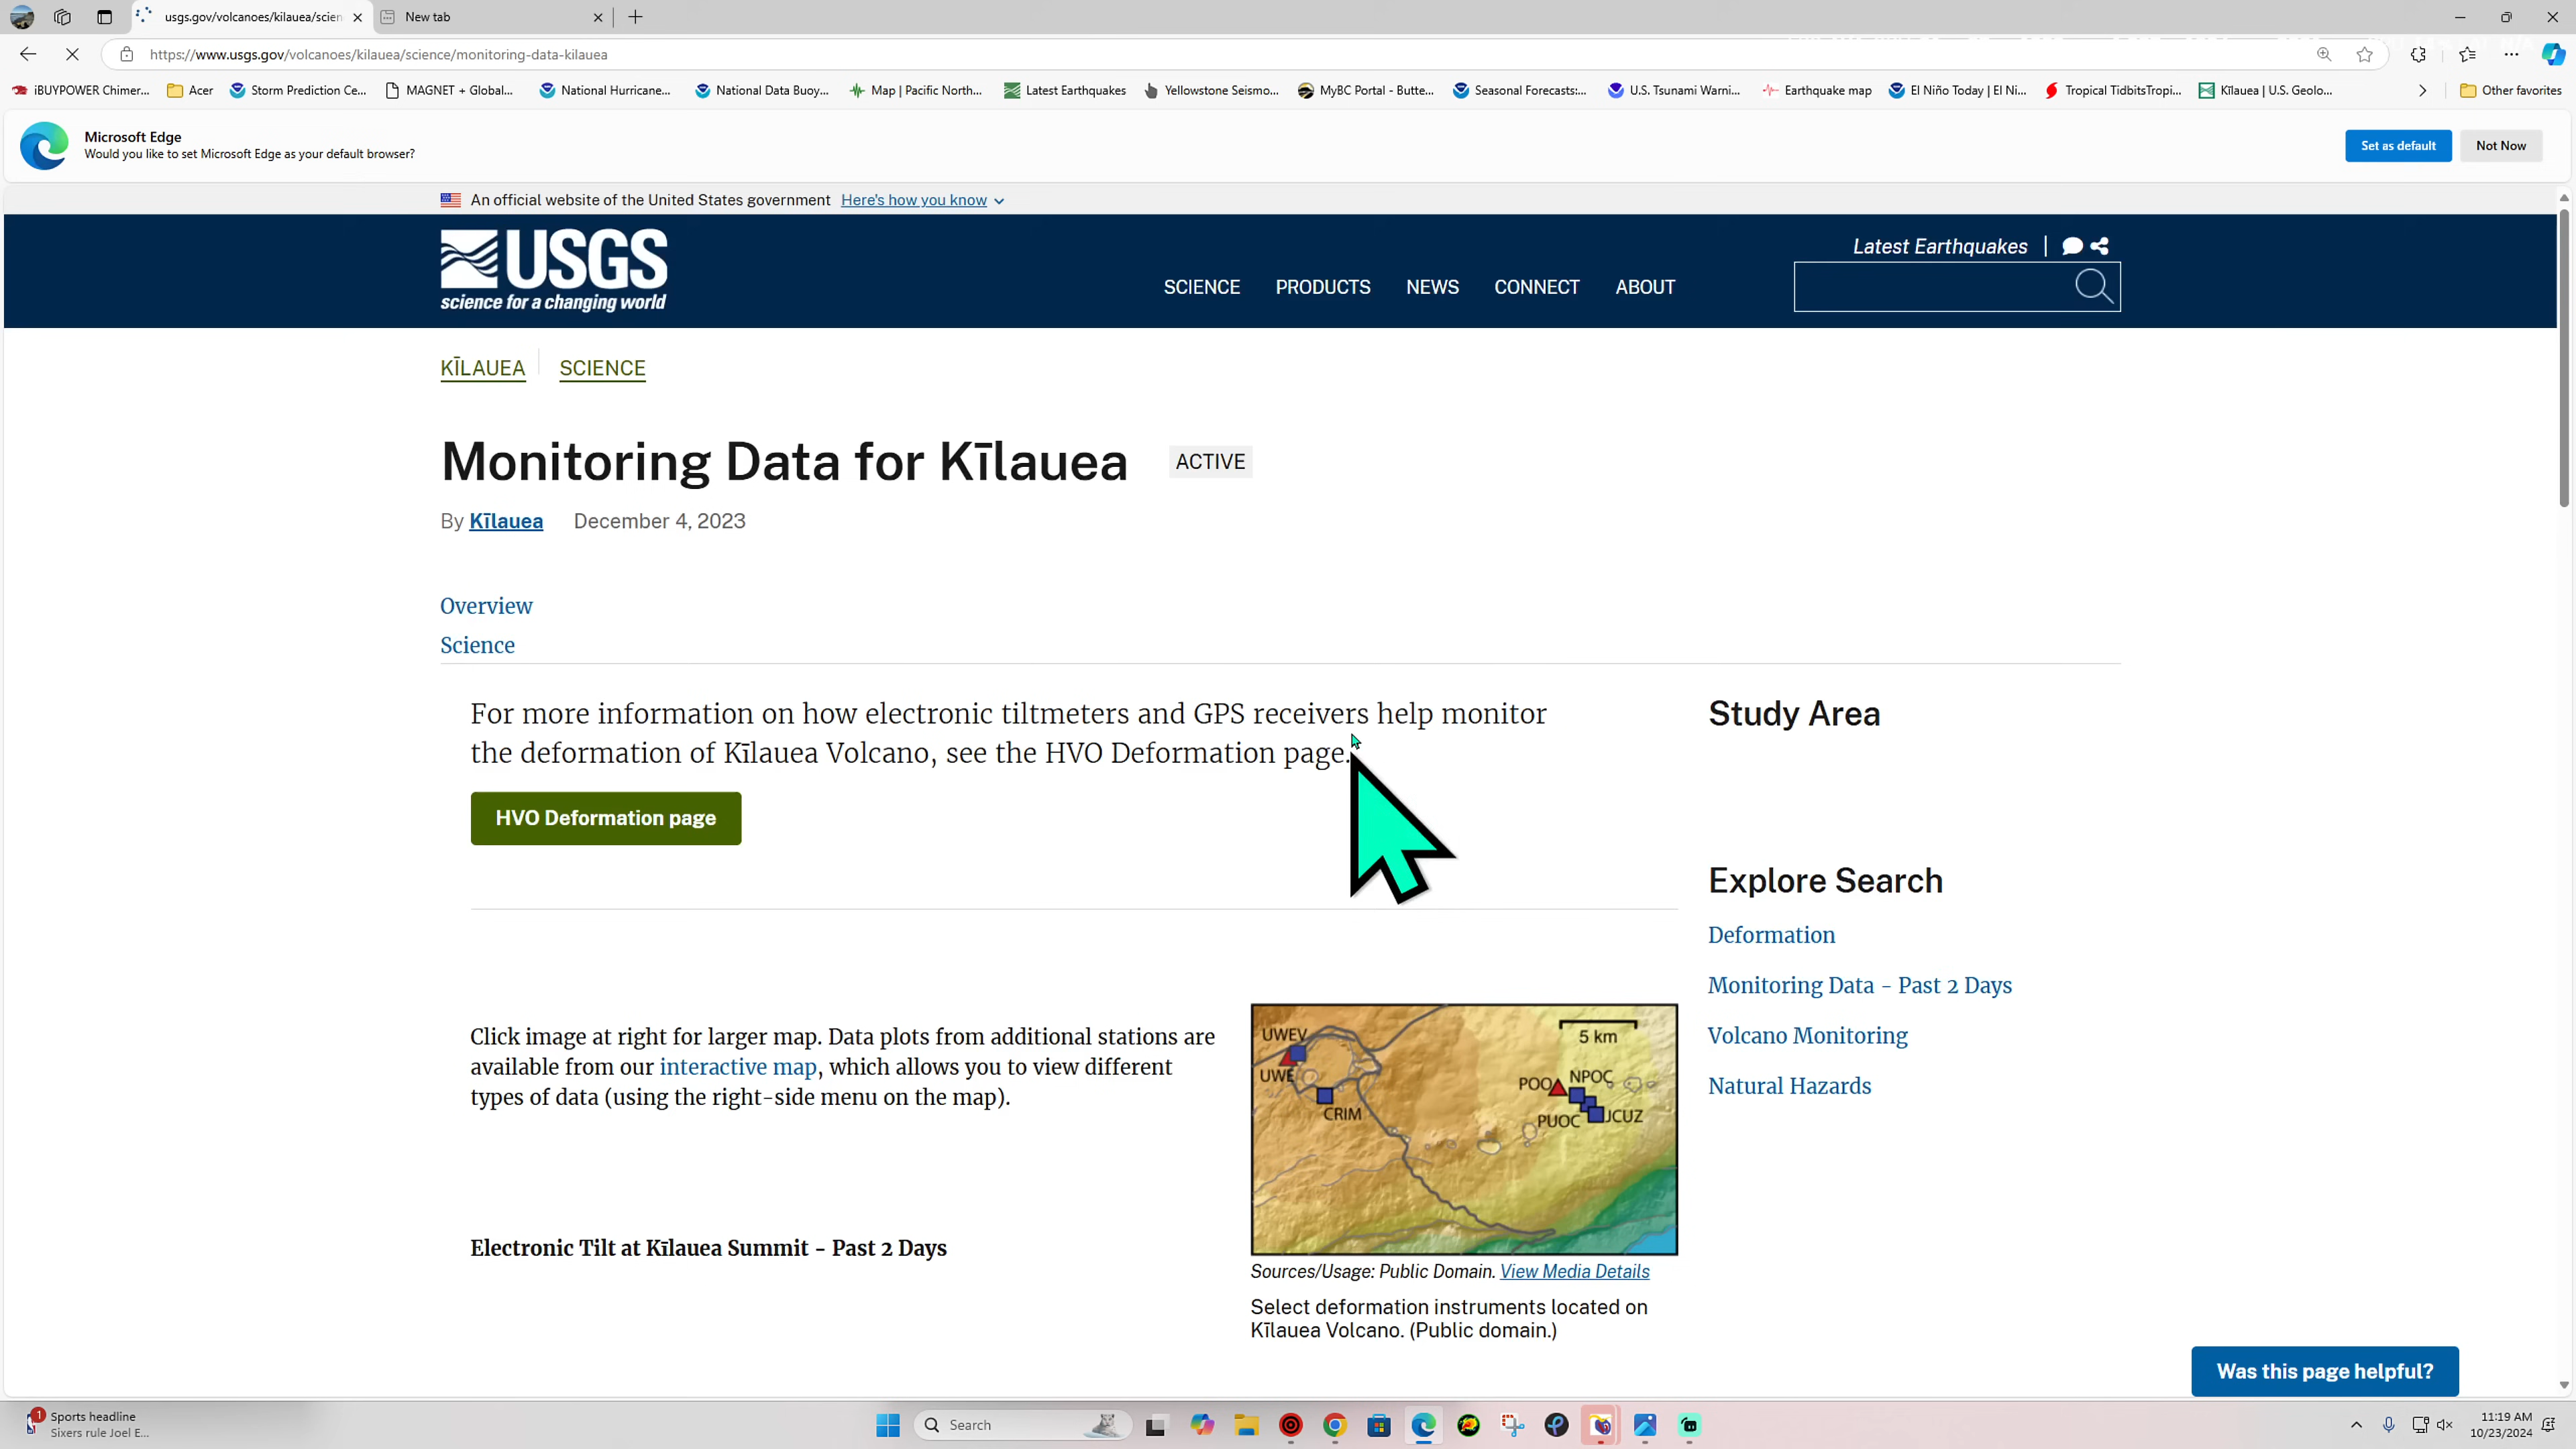 usgs.gov/volcanoes/kilauea/scien
New tab
https://www.usgs.gov/volcanoes/kilauea/science/monitoring-data-kilauea
iBUYPOWER Chimer...
Acer
Storm Prediction Ce...
MAGNET + Global...
National Hurricane...
National Data Buoy...
Map | Pacific North...
Latest Earthquakes
Yellowstone Seismo...
MyBC Portal - Butte...
Seasonal Forecasts:...
U.S. Tsunami Warni...
Earthquake map
El Niño Today | El Ni...
Tropical TidbitsTropi...
Kīlauea | U.S. Geolo...
Other favorites
Microsoft Edge
Would you like to set Microsoft Edge as your default browser?
Set as default
Not Now
An official website of the United States government Here's how you know
USGS
science for a changing world
Latest Earthquakes
SCIENCE PRODUCTS NEWS CONNECT ABOUT
KĪLAUEA SCIENCE
Monitoring Data for Kīlauea ACTIVE
By Kīlauea December 4, 2023
Overview
Science
For more information on how electronic tiltmeters and GPS receivers help monitor
the deformation of Kīlauea Volcano, see the HVO Deformation page.
HVO Deformation page
Study Area
Explore Search
Deformation
Monitoring Data - Past 2 Days
Volcano Monitoring
Natural Hazards
Click image at right for larger map. Data plots from additional stations are
available from our interactive map, which allows you to view different
types of data (using the right-side menu on the map).
UWEV
UWE
CRIM
5 km
POO
NPOC
PUOC
JCUZ
Electronic Tilt at Kīlauea Summit - Past 2 Days
Sources/Usage: Public Domain. View Media Details
Select deformation instruments located on
Kīlauea Volcano. (Public domain.)
Was this page helpful?
1
Sports headline
Sixers rule Joel E...
Search
11:19 AM
10/23/2024